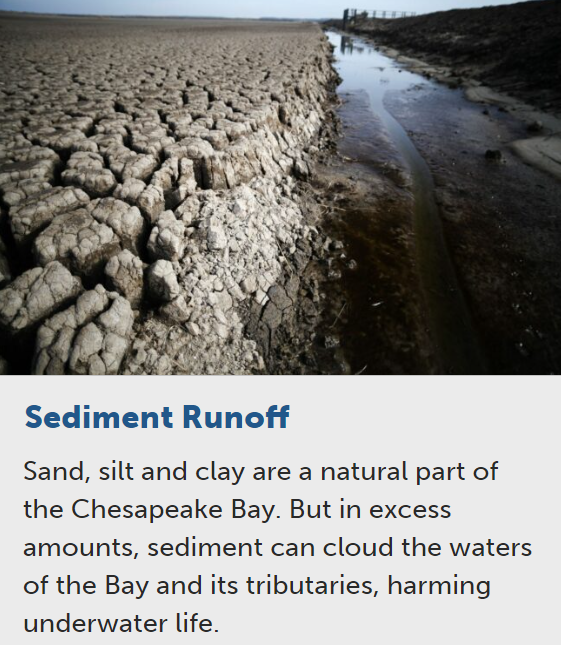 Sediment Runoff
Sand, silt and clay are a natural part of
the Chesapeake Bay. But in excess
amounts, sediment can cloud the waters
of the Bay and its tributaries, harming
underwater life.